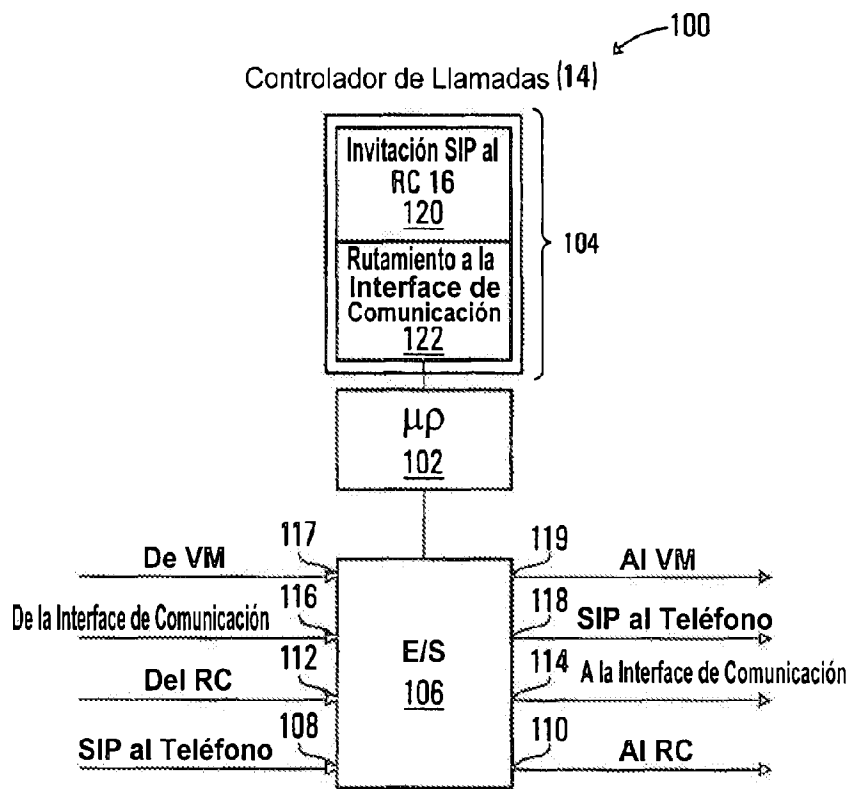 100
Controlador de Llamadas (14)
Invitación SIP al
RC 16
120
Rutamiento a la
Interface de
Comunicación
122
104
μρ
102
117
De VM
119
Al VM
116
De la Interface de Comunicación
118
SIP al Teléfono
E/S
106
112
Del RC
114
A la Interface de Comunicación
108
SIP al Teléfono
110
Al RC